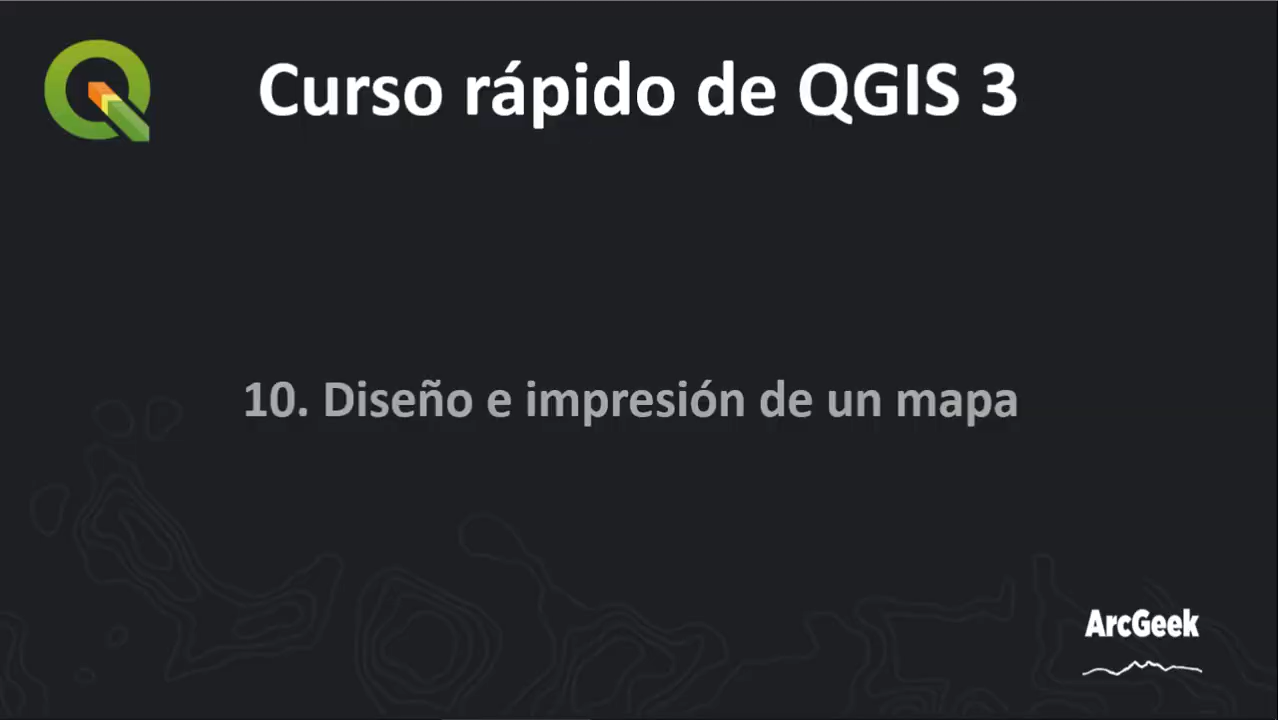 Curso rápido de QGIS 3
10. Diseño e impresión de un mapa
ArcGeek